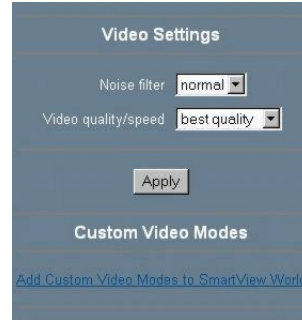 Video Settings
Noise filter normal
Video quality/speed best quality
Apply
Custom Video Modes
Add Custom Video Modes to SmartView World